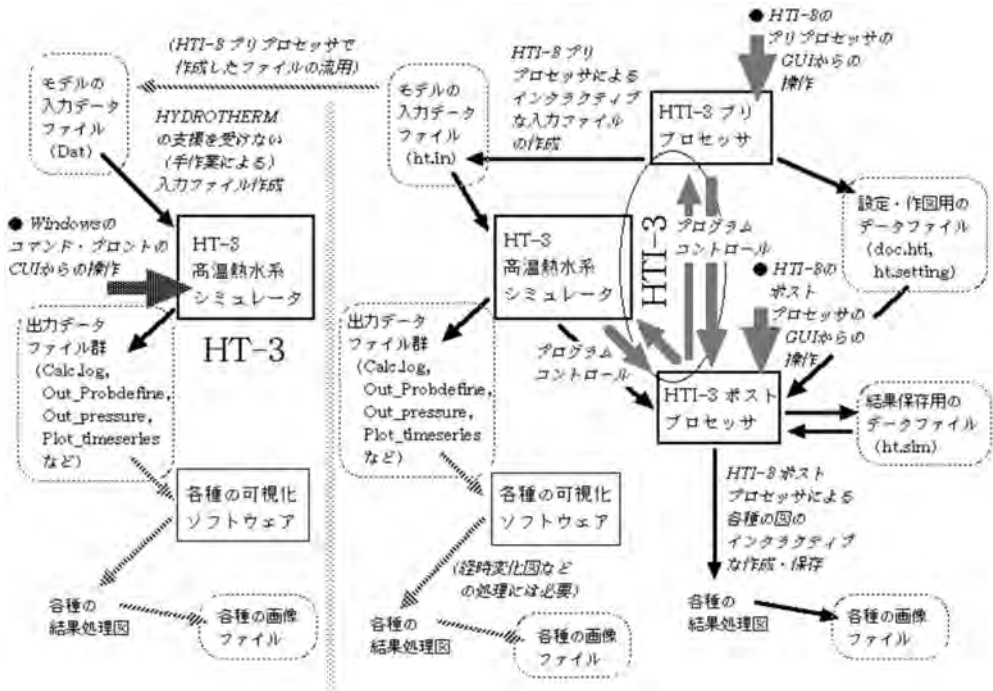 (HTI-3プリプロセッサで
作成したファイルの流用)
モデルの
入力データ
ファイル
(Dat)
HYDROTHERM
の支援を受けない
(手作業による)
入力ファイル作成
● Windowsの
コマンド・プロントの
CUIからの操作
HT-3
高温熱水系
シミュレータ
HT-3
出力データ
ファイル群
(Calc.log,
Out_Probdefine,
Out_pressure,
Plot_timeseries
など)
各種の可視化
ソフトウェア
各種の
結果処理図
各種の画像
ファイル
モデルの
入力データ
ファイル
(ht.in)
HTI-3プリ
プロセッサによる
インタラクティブ
な入力ファイル
の作成
● HTI-3の
プリプロセッサの
GUIからの
操作
HTI-3 プリ
プロセッサ
HT-3
高温熱水系
シミュレータ
HTI-3
プログラム
コントロール
設定・作図用の
データファイル
(doc.hti,
ht.setting)
● HTI-3の
ポスト
プロセッサの
GUIからの
操作
出力データ
ファイル群
(Calc.log,
Out_Probdefine,
Out_pressure,
Plot_timeseries
など)
プログラム
コントロール
HTI-3 ポスト
プロセッサ
結果保存用の
データファイル
(ht.sim)
各種の可視化
ソフトウェア
(経時変化図など
の処理には必要)
各種の
結果処理図
各種の画像
ファイル
HTI-3ポスト
プロセッサによる
各種の図の
インタラクティブ
な作成・保存
各種の
結果処理図
各種の画像
ファイル